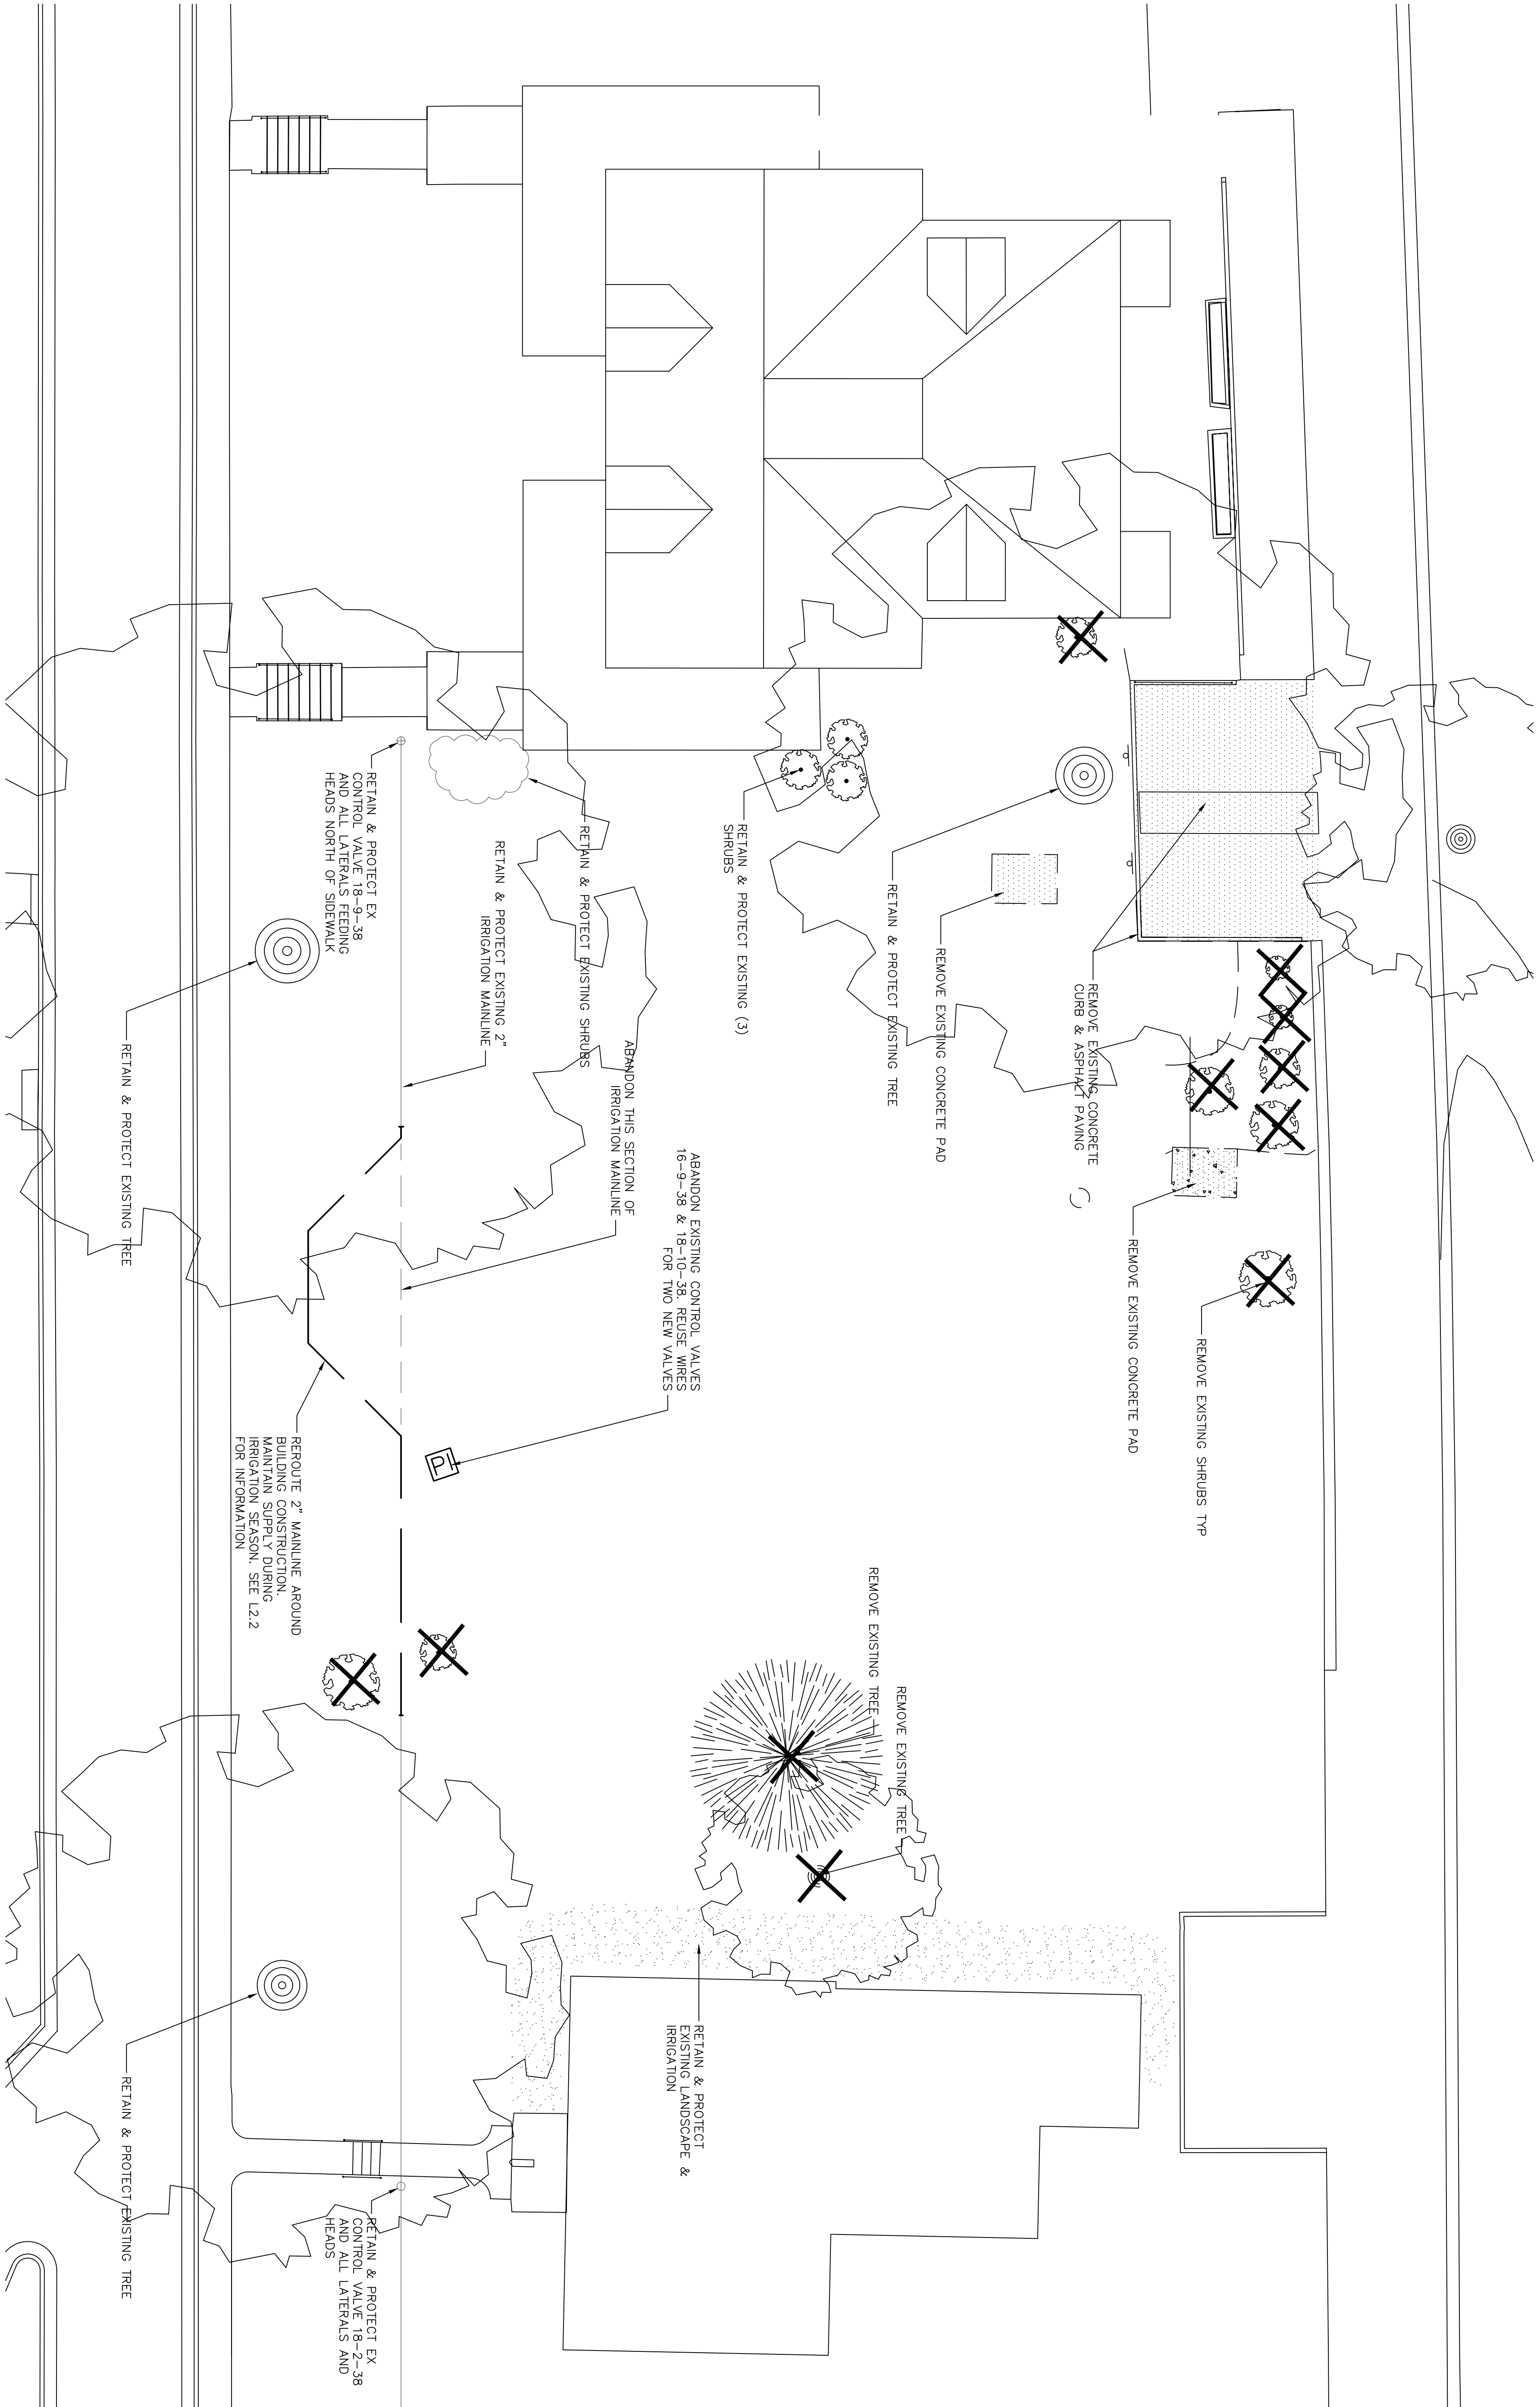 REMOVE EXISTING SHRUBS TYP
REMOVE EXISTING CONCRETE PAD
REMOVE EXISTING CONCRETE
CURB & ASPHALT PAVING
REMOVE EXISTING CONCRETE PAD
RETAIN & PROTECT EXISTING TREE
RETAIN & PROTECT EXISTING (3)
SHRUBS
RETAIN & PROTECT EXISTING SHRUBS
RETAIN & PROTECT EXISTING 2"
IRRIGATION MAINLINE
RETAIN & PROTECT EX
CONTROL VALVE 18-9-38
AND ALL LATERALS FEEDING
HEADS NORTH OF SIDEWALK
RETAIN & PROTECT EXISTING TREE
ABANDON THIS SECTION OF
IRRIGATION MAINLINE
ABANDON EXISTING CONTROL VALVES
16-9-38 & 18-10-38. REUSE WIRES
FOR TWO NEW VALVES
REROUTE 2" MAINLINE AROUND
BUILDING CONSTRUCTION.
MAINTAIN SUPPLY DURING
IRRIGATION SEASON. SEE L2.2
FOR INFORMATION
REMOVE EXISTING TREE
REMOVE EXISTING TREE
RETAIN & PROTECT
EXISTING LANDSCAPE &
IRRIGATION
RETAIN & PROTECT EX
CONTROL VALVE 18-2-38
AND ALL LATERALS AND
HEADS
RETAIN & PROTECT EXISTING TREE